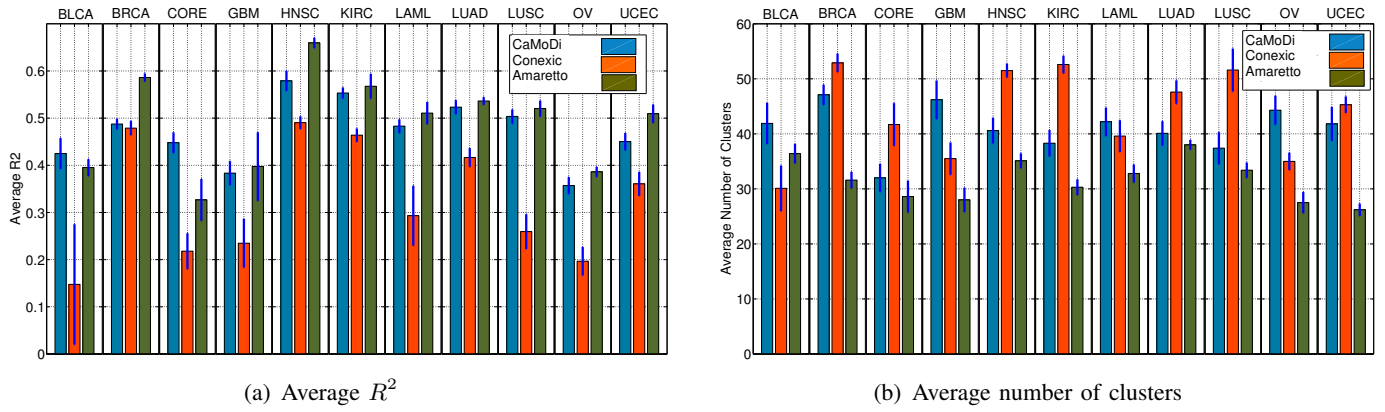 BLCA BRCA CORE GBM HNSC KIRC LAML LUAD LUSC OV UCEC
CaMoDi
Conexic
Amaretto
0.6
0.5
0.4
0.3
0.2
0.1
0
Average R2
(a) Average R²
BLCA BRCA CORE GBM HNSC KIRC LAML LUAD LUSC OV UCEC
60
CaMoDi
Conexic
Amaretto
50
40
30
20
10
0
Average Number of Clusters
(b) Average number of clusters